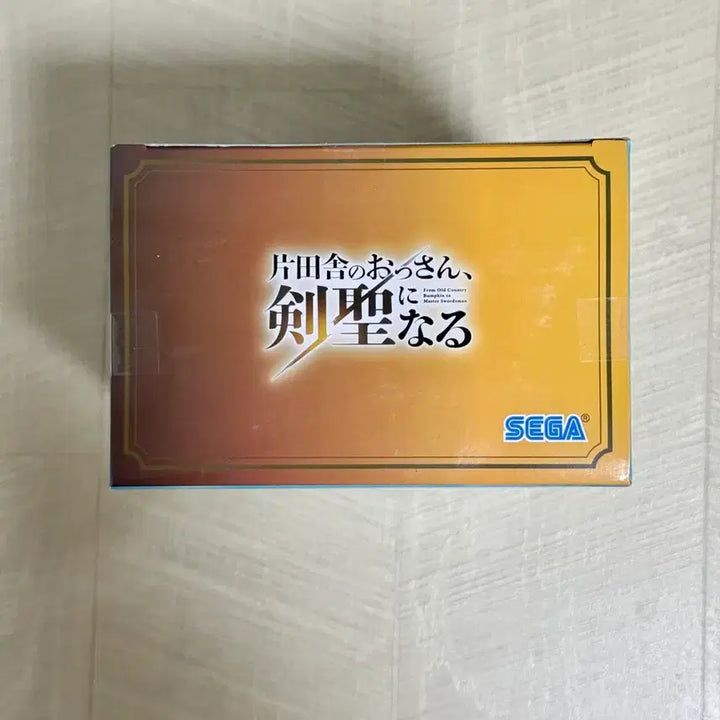 片田舎のおっさん、
剣聖になる
From Old Country
Bumpkin to
Master Swordsman
SEGA®